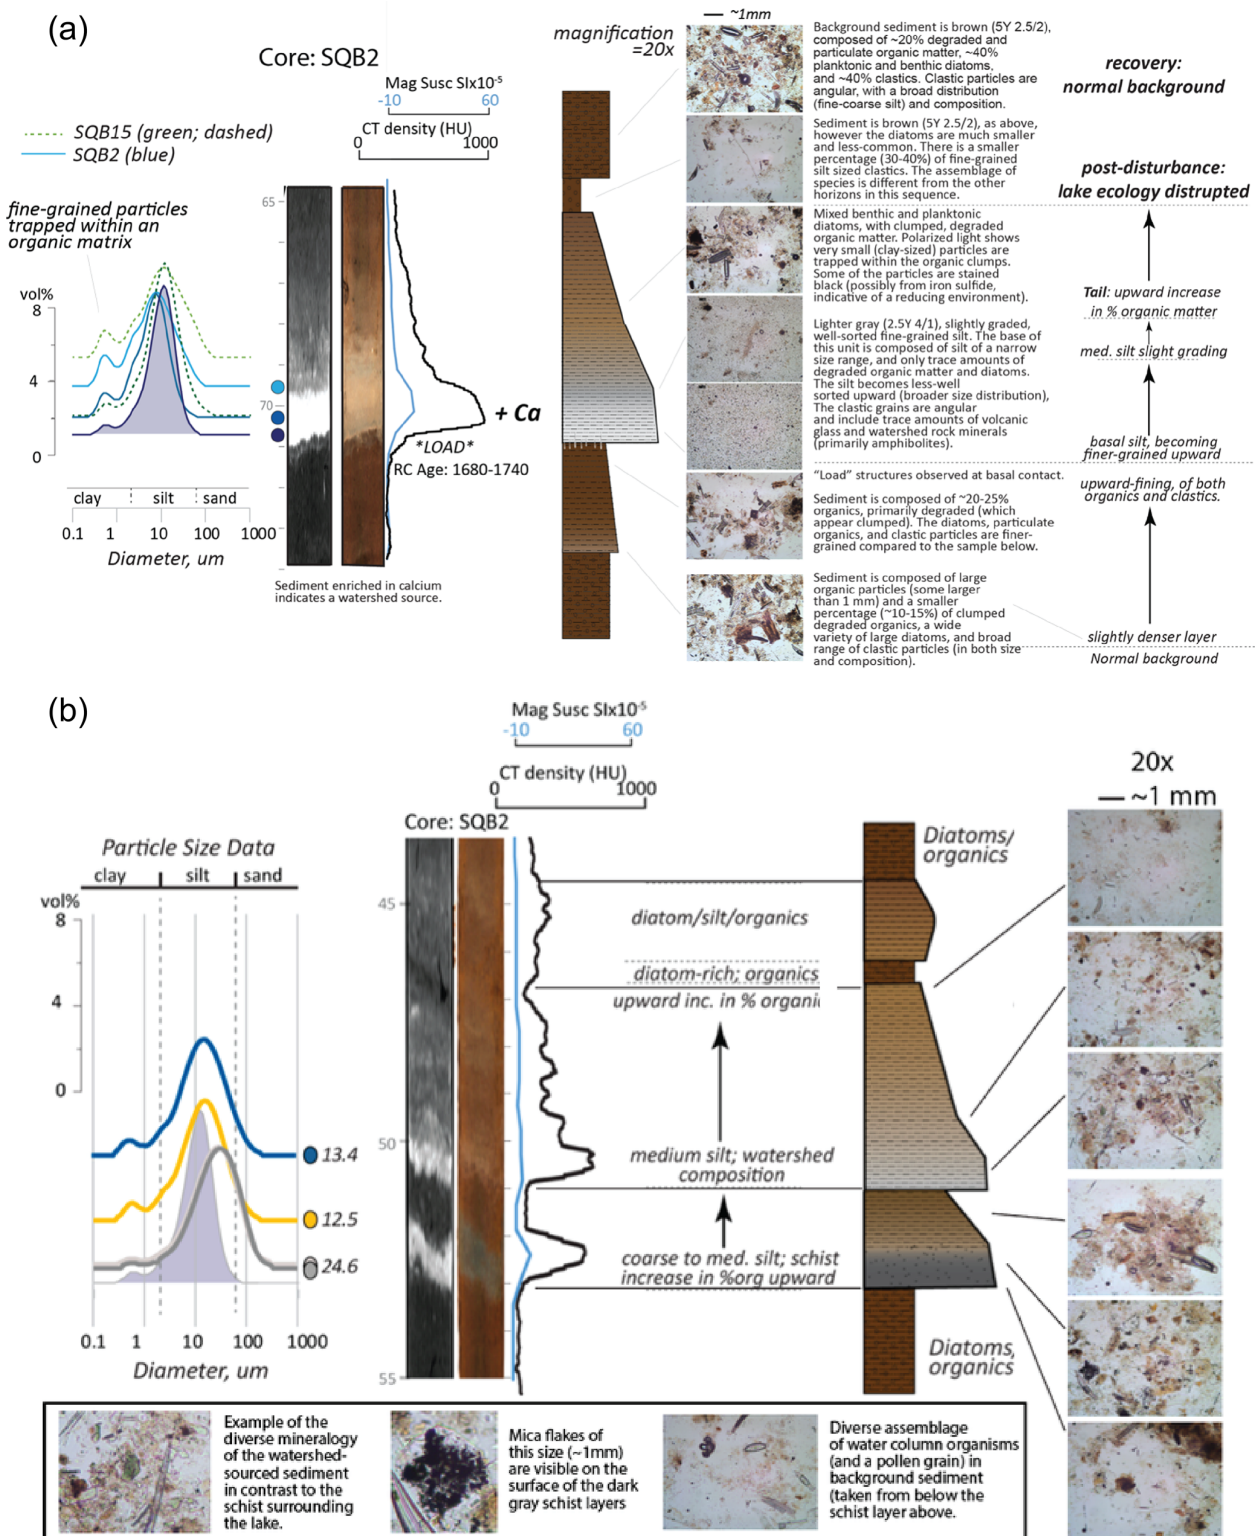 (a)
Core: SQB2
Mag Susc SIx10-5
-10 60
CT density (HU)
0 1000
SQB15 (green; dashed)
SQB2 (blue)
fine-grained particles
trapped within an
organic matrix
vol%
8
4
0
clay silt sand
0.1 1 10 100 1000
Diameter, um
65
70
+ Ca
*LOAD*
RC Age: 1680-1740
Sediment enriched in calcium
indicates a watershed source.
magnification
=20x
~1mm
Background sediment is brown (5Y 2.5/2),
composed of ~20% degraded and
particulate organic matter, ~40%
planktonic and benthic diatoms,
and ~40% clastics. Clastic particles are
angular, with a broad distribution
(fine-coarse silt) and composition.
Sediment is brown (5Y 2.5/2), as above,
however the diatoms are much smaller
and less-common. There is a smaller
percentage (30-40%) of fine-grained
silt sized clastics. The assemblage of
species is different from the other
horizons in this sequence.
Mixed benthic and planktonic
diatoms, with clumped, degraded
organic matter. Polarized light shows
very small (clay-sized) particles are
trapped within the organic clumps.
Some of the particles are stained
black (possibly from iron sulfide,
indicative of a reducing environment).
Lighter gray (2.5Y 4/1), slightly graded,
well-sorted fine-grained silt. The base of
this unit is composed of silt of a narrow
size range, and only trace amounts of
degraded organic matter and diatoms.
The silt becomes less-well
sorted upward (broader size distribution),
The clastic grains are angular
and include trace amounts of volcanic
glass and watershed rock minerals
(primarily amphibolites).
"Load" structures observed at basal contact.
Sediment is composed of ~20-25%
organics, primarily degraded (which
appear clumped). The diatoms, particulate
organics, and clastic particles are finer-
grained compared to the sample below.
Sediment is composed of large
organic particles (some larger
than 1 mm) and a smaller
percentage (~10-15%) of clumped
degraded organics, a wide
variety of large diatoms, and broad
range of clastic particles (in both size
and composition).
recovery:
normal background
post-disturbance:
lake ecology distrupted
Tail: upward increase
in % organic matter
med. silt slight grading
basal silt, becoming
finer-grained upward
upward-fining, of both
organics and clastics.
slightly denser layer
Normal background
(b)
Mag Susc SIx10-5
-10 60
CT density (HU)
0 1000
Core: SQB2
Particle Size Data
clay silt sand
vol%
8
4
0
13.4
12.5
24.6
0.1 1 10 100 1000
Diameter, um
45
50
55
diatom/silt/organics
diatom-rich; organics
upward inc. in % organi
medium silt; watershed
composition
coarse to med. silt; schist
increase in %org upward
Diatoms/
organics
Diatoms,
organics
20x
~1 mm
Example of the
diverse mineralogy
of the watershed-
sourced sediment
in contrast to the
schist surrounding
the lake.
Mica flakes of
this size (~1mm)
are visible on the
surface of the dark
gray schist layers
Diverse assemblage
of water column organisms
(and a pollen grain) in
background sediment
(taken from below the
schist layer above.